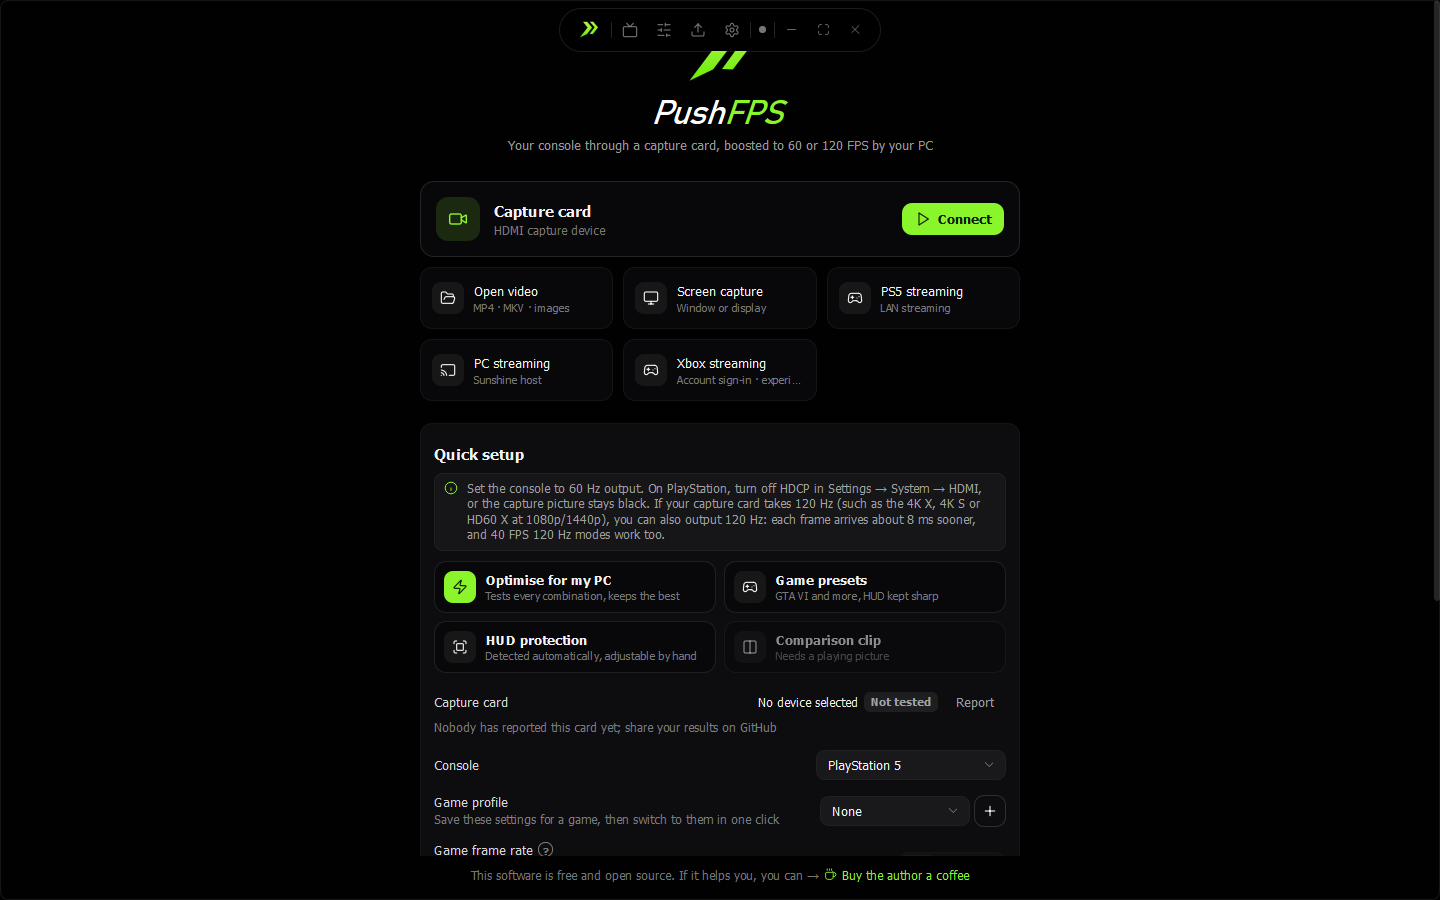 PushFPS
Your console through a capture card, boosted to 60 or 120 FPS by your PC
Capture card
HDMI capture device
Connect
Open video
MP4 · MKV · images
Screen capture
Window or display
PS5 streaming
LAN streaming
PC streaming
Sunshine host
Xbox streaming
Account sign-in · experi...
Quick setup
Set the console to 60 Hz output. On PlayStation, turn off HDCP in Settings → System → HDMI,
or the capture picture stays black. If your capture card takes 120 Hz (such as the 4K X, 4K S or
HD60 X at 1080p/1440p), you can also output 120 Hz: each frame arrives about 8 ms sooner,
and 40 FPS 120 Hz modes work too.
Optimise for my PC
Tests every combination, keeps the best
Game presets
GTA VI and more, HUD kept sharp
HUD protection
Detected automatically, adjustable by hand
Comparison clip
Needs a playing picture
Capture card
No device selected
Not tested
Report
Nobody has reported this card yet; share your results on GitHub
Console
PlayStation 5
Game profile
Save these settings for a game, then switch to them in one click
None
Game frame rate ?
This software is free and open source. If it helps you, you can → Buy the author a coffee